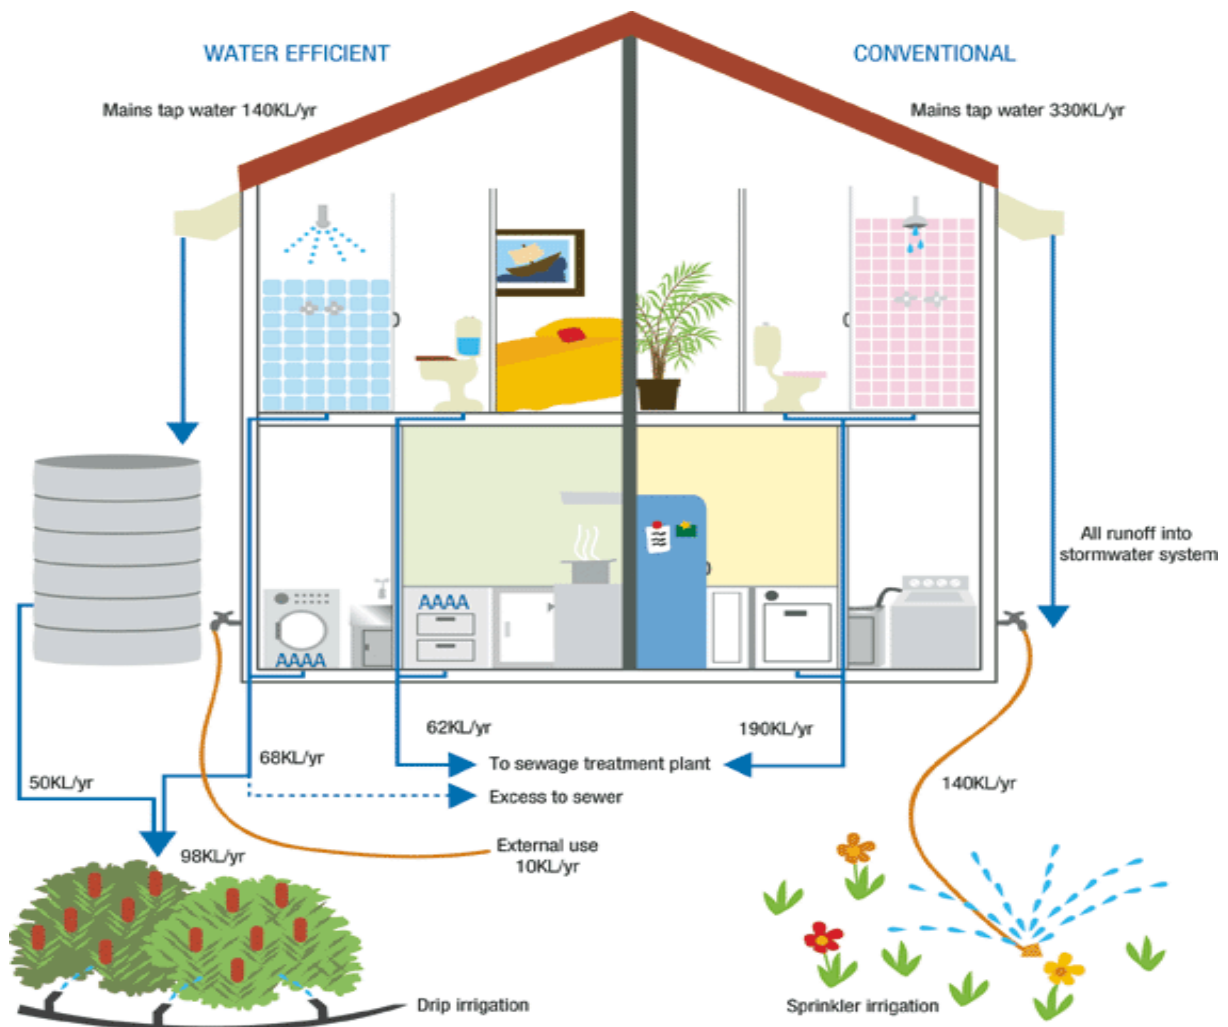 WATER EFFICIENT
CONVENTIONAL
Mains tap water 140KL/yr
Mains tap water 330KL/yr
All runoff into
stormwater system
AAAA
AAAA
62KL/yr
190KL/yr
68KL/yr
To sewage treatment plant
50KL/yr
140KL/yr
Excess to sewer
External use
10KL/yr
98KL/yr
Drip irrigation
Sprinkler irrigation